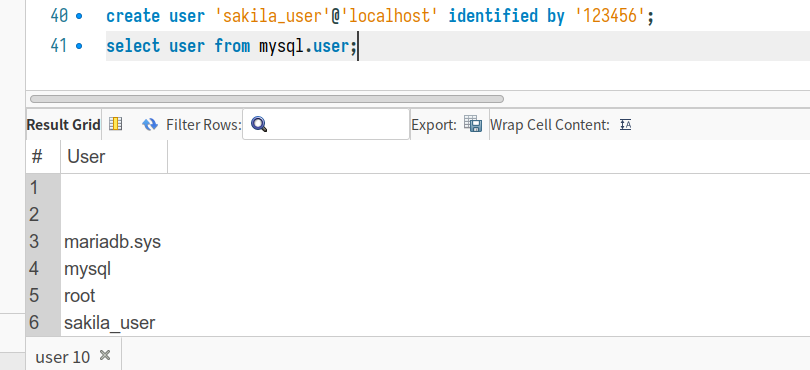 40 create user 'sakila_user'@'localhost' identified by '123456';
41 select user from mysql.user;
Result Grid Filter Rows: Export: Wrap Cell Content:
# User
1
2
3 mariadb.sys
4 mysql
5 root
6 sakila_user
user 10